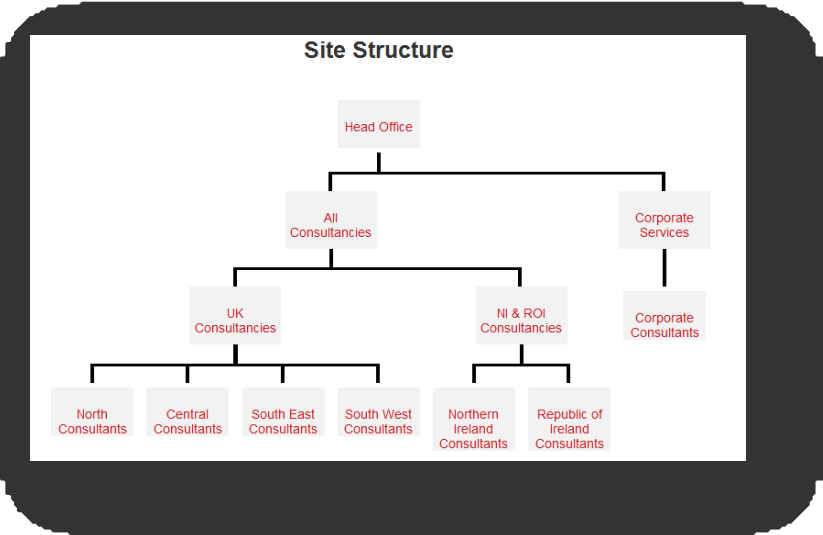 Site Structure
Head Office
All
Consultancies
Corporate
Services
UK
Consultancies
NI & ROI
Consultancies
Corporate
Consultants
North
Consultants
Central
Consultants
South East
Consultants
South West
Consultants
Northern
Ireland
Consultants
Republic of
Ireland
Consultants